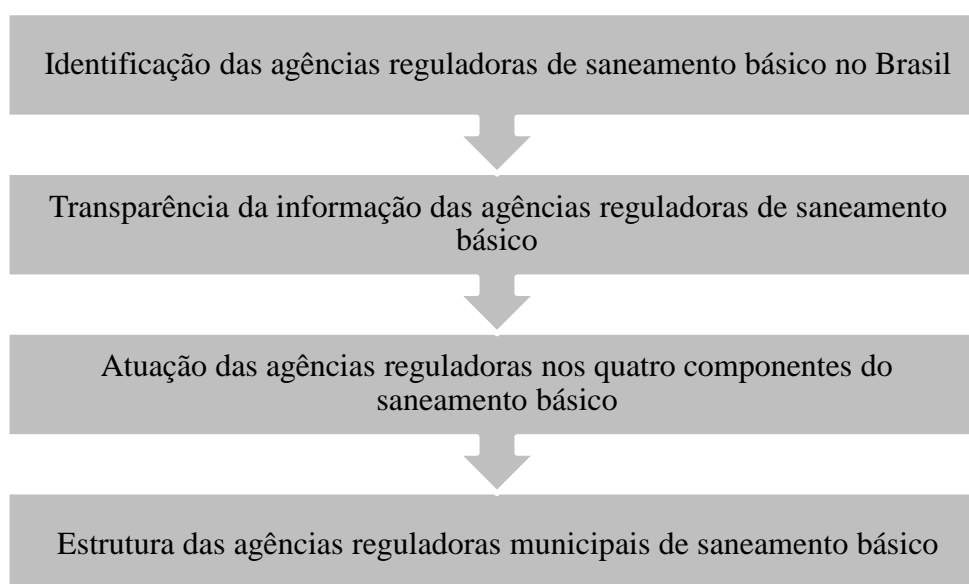 Identificação das agências reguladoras de saneamento básico no Brasil
Transparência da informação das agências reguladoras de saneamento
básico
Atuação das agências reguladoras nos quatro componentes do
saneamento básico
Estrutura das agências reguladoras municipais de saneamento básico